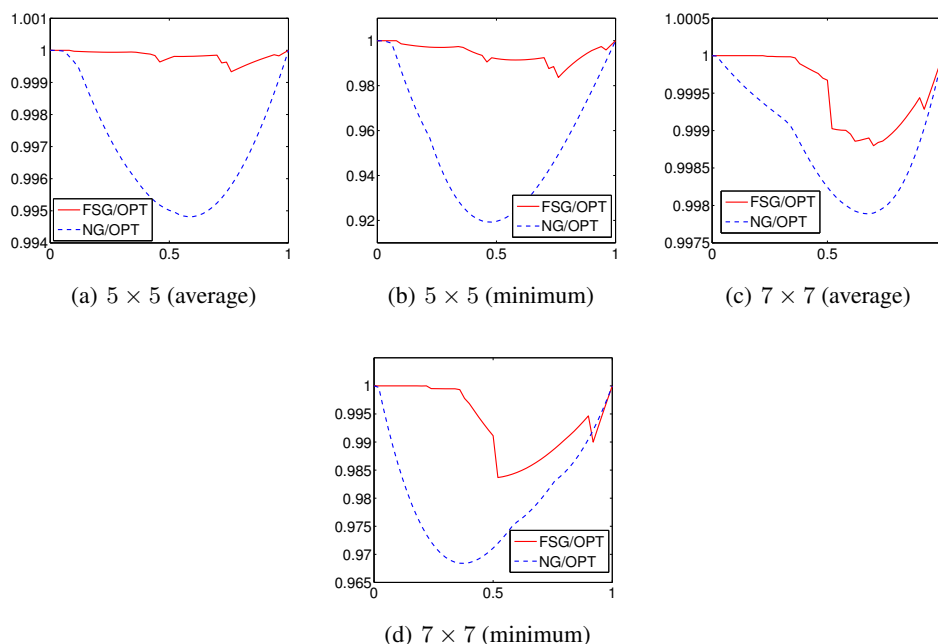 1.001
1
0.999
0.998
0.997
0.996
0.995
0.994
FSG/OPT
NG/OPT
0 0.5 1
(a) 5 × 5 (average)
1
0.98
0.96
0.94
0.92
FSG/OPT
NG/OPT
0 0.5 1
(b) 5 × 5 (minimum)
1.0005
1
0.9995
0.999
0.9985
0.998
0.9975
FSG/OPT
NG/OPT
0 0.5 1
(c) 7 × 7 (average)
1
0.995
0.99
0.985
0.98
0.975
0.97
0.965
FSG/OPT
NG/OPT
0 0.5 1
(d) 7 × 7 (minimum)